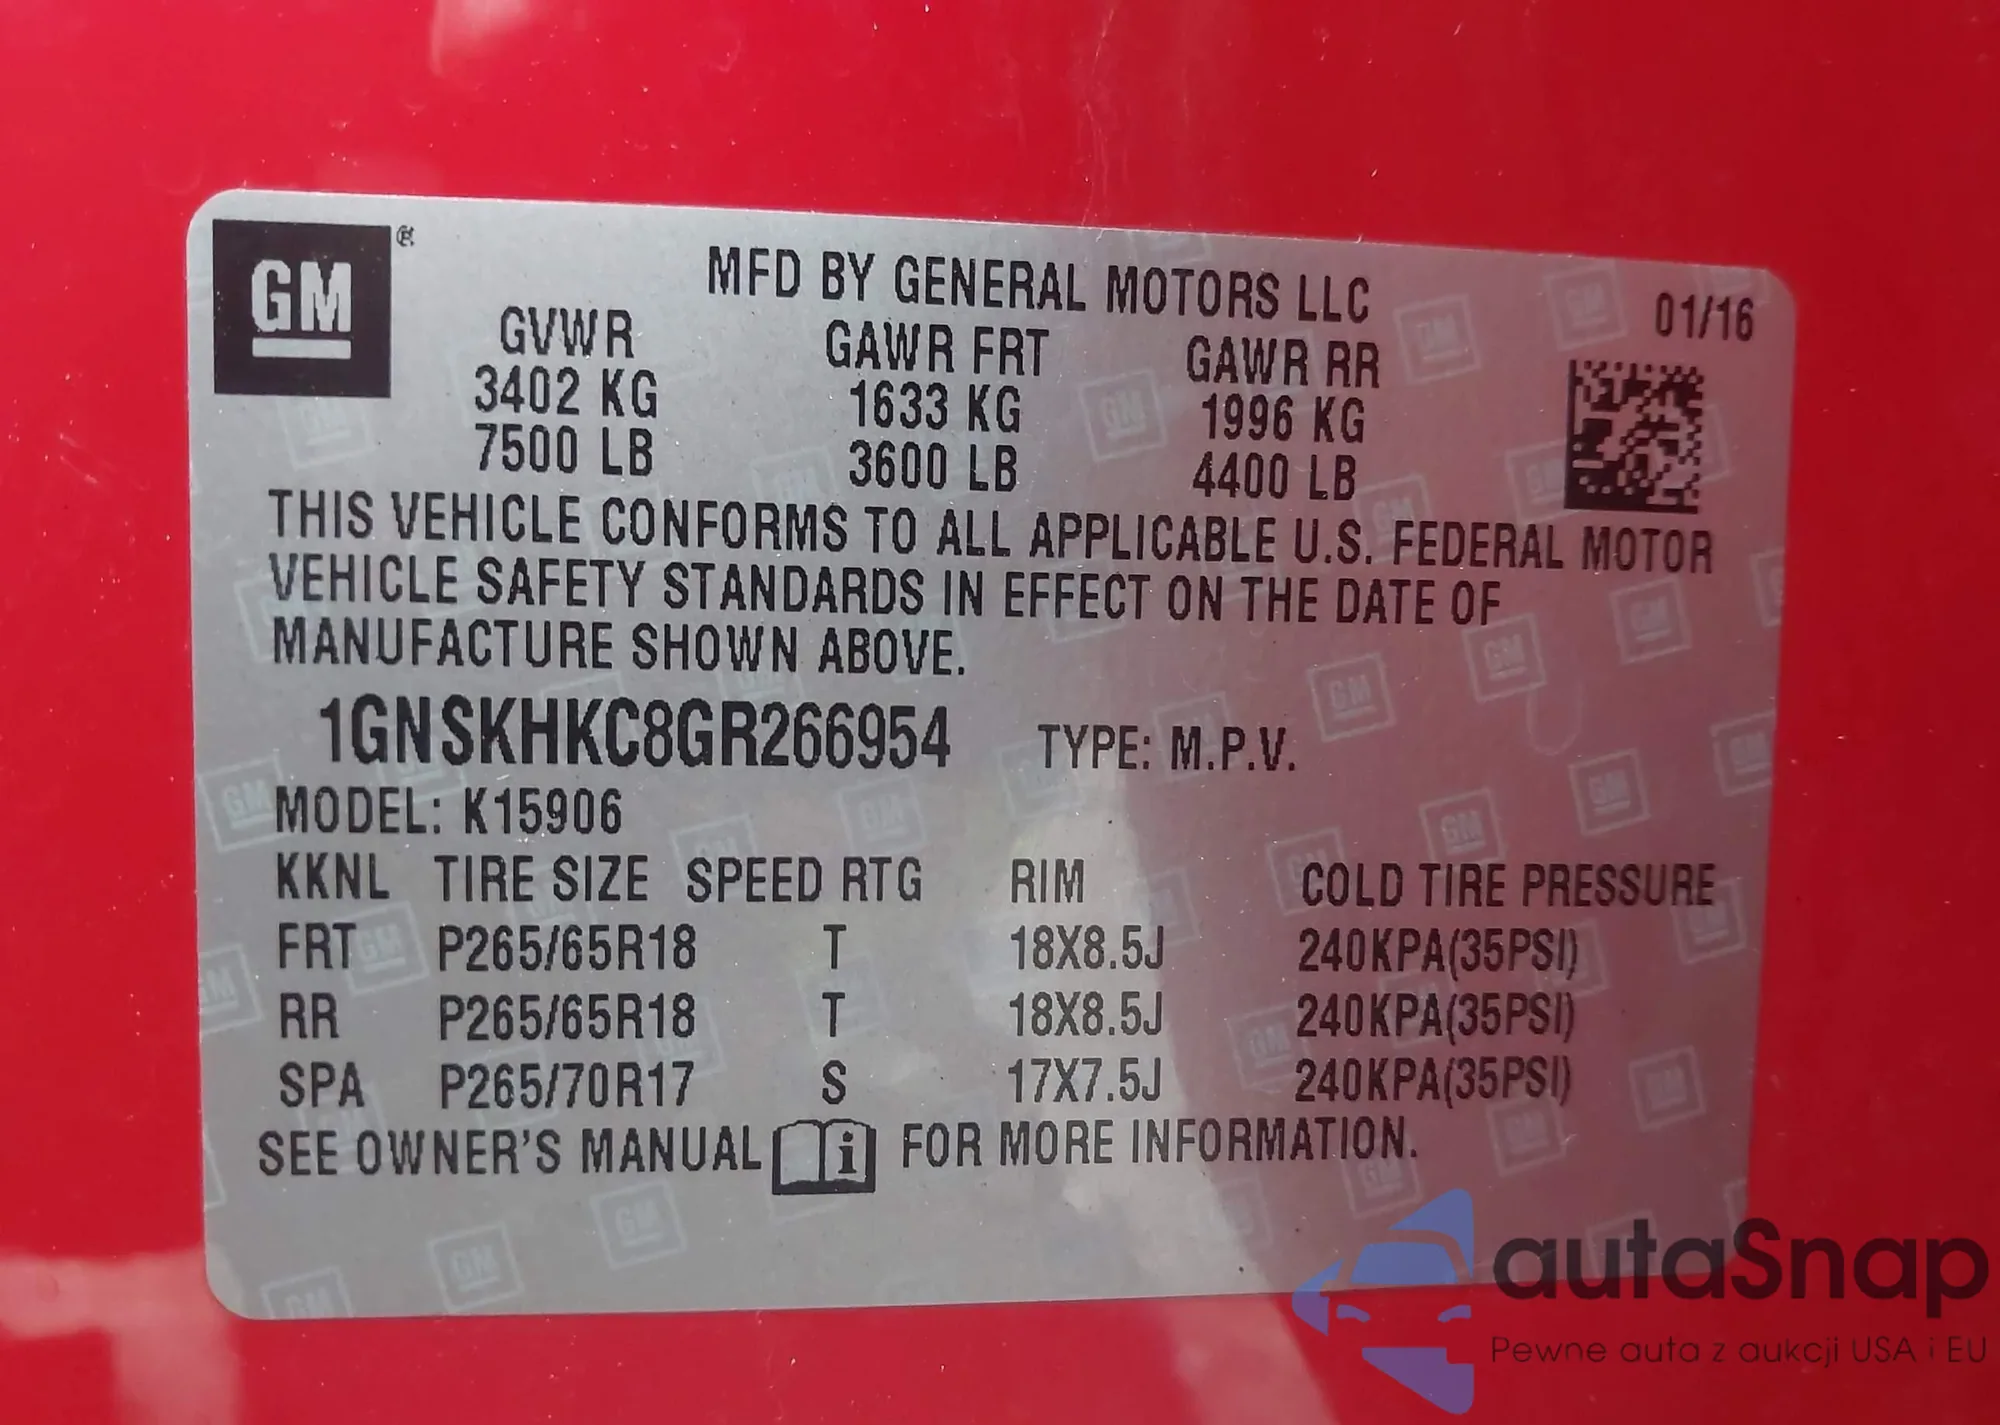 GM®
MFD BY GENERAL MOTORS LLC
01/16
GVWR GAWR FRT GAWR RR
3402 KG 1633 KG 1996 KG
7500 LB 3600 LB 4400 LB
THIS VEHICLE CONFORMS TO ALL APPLICABLE U.S. FEDERAL MOTOR
VEHICLE SAFETY STANDARDS IN EFFECT ON THE DATE OF
MANUFACTURE SHOWN ABOVE.
1GNSKHKC8GR266954 TYPE: M.P.V.
MODEL: K15906
KKNL TIRE SIZE SPEED RTG RIM COLD TIRE PRESSURE
FRT P265/65R18 T 18X8.5J 240KPA(35PSI)
RR P265/65R18 T 18X8.5J 240KPA(35PSI)
SPA P265/70R17 S 17X7.5J 240KPA(35PSI)
SEE OWNER'S MANUAL i FOR MORE INFORMATION.
autaSnap
Pewne auta z aukcji USA i EU